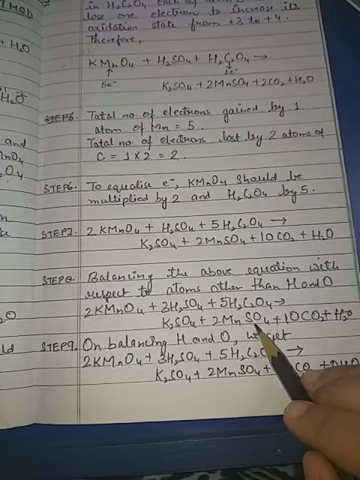 THOD
in H₂C₂O₄. Each of
lose one electron to increase its
oxidation state from +3 to +4.
Therefore,
KMnO₄ + H₂SO₄ + H₂C₂O₄ →
5e⁻ 1e⁻
K₂SO₄ + 2MnSO₄ + 2CO₂ + H₂O
STEP5: Total no of electrons gained by 1
atom of Mn = 5.
Total no of electrons lost by 2 atoms of
C = 1 × 2 = 2.
STEP6: To equalise e⁻, KMnO₄ should be
multiplied by 2 and H₂C₂O₄ by 5.
STEP7: 2KMnO₄ + H₂SO₄ + 5H₂C₂O₄ →
K₂SO₄ + 2MnSO₄ + 10CO₂ + H₂O
STEP8: Balancing the above equation with
respect to atoms other than H and O
2KMnO₄ + 3H₂SO₄ + 5H₂C₂O₄ →
K₂SO₄ + 2MnSO₄ + 10CO₂ + H₂O
STEP9: On balancing H and O, we get
2KMnO₄ + 3H₂SO₄ + 5H₂C₂O₄ →
K₂SO₄ + 2MnSO₄ +